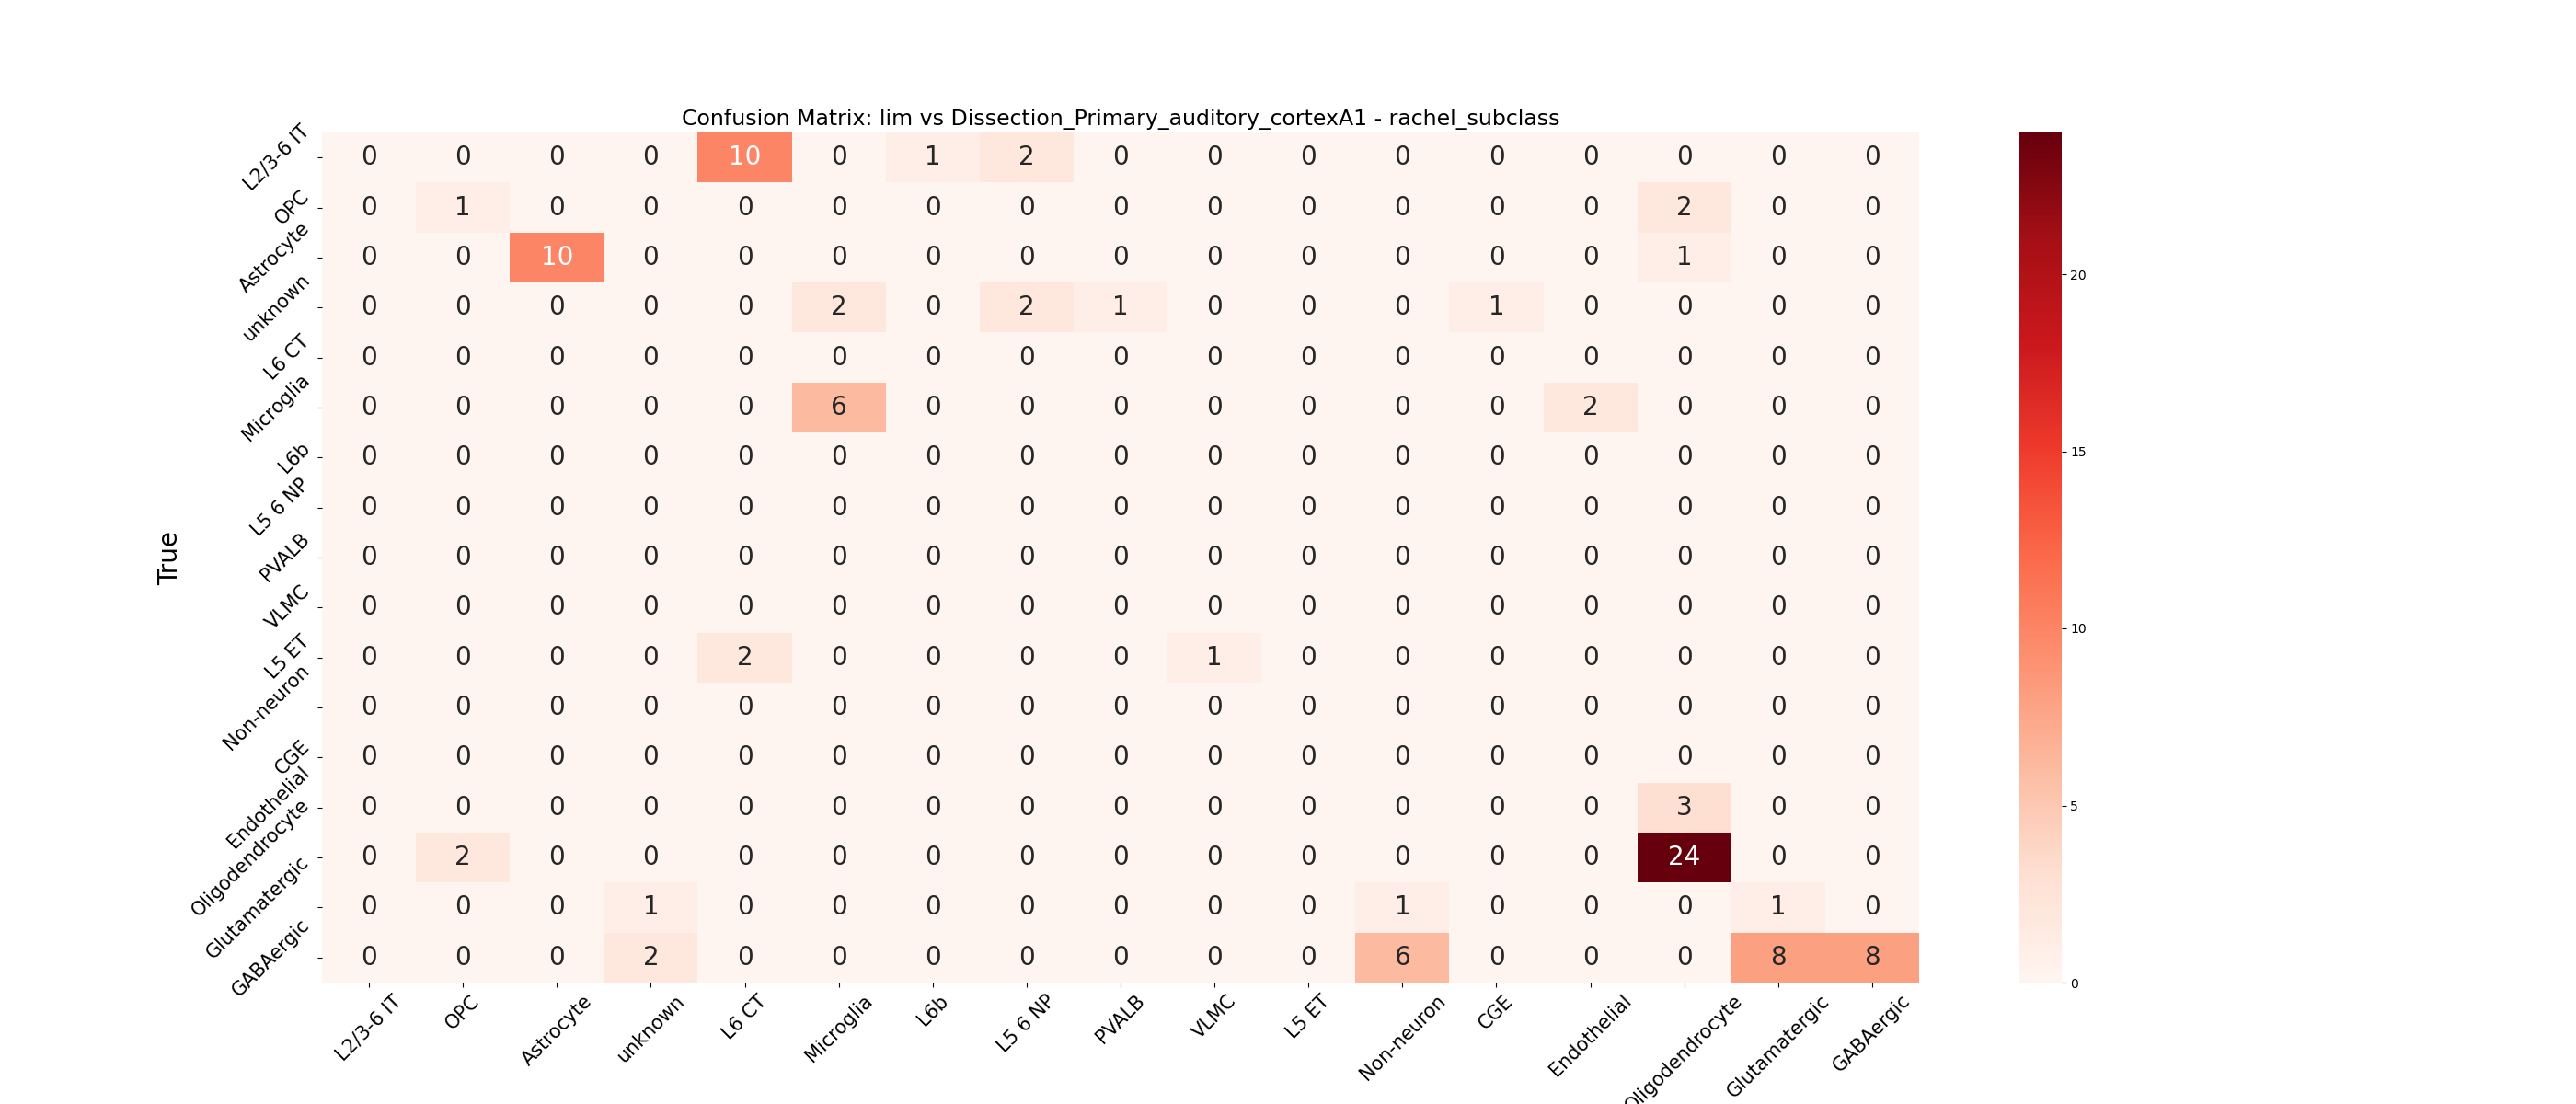 Confusion Matrix: lim vs Dissection_Primary_auditory_cortexA1 - rachel_subclass
True
L2/3-6 IT 0 0 0 0 10 0 1 2 0 0 0 0 0 0 0 0 0
OPC 0 1 0 0 0 0 0 0 0 0 0 0 0 0 2 0 0
Astrocyte 0 0 10 0 0 0 0 0 0 0 0 0 0 0 1 0 0
unknown 0 0 0 0 0 2 0 2 1 0 0 0 1 0 0 0 0
L6 CT 0 0 0 0 0 0 0 0 0 0 0 0 0 0 0 0 0
Microglia 0 0 0 0 0 6 0 0 0 0 0 0 0 2 0 0 0
L6b 0 0 0 0 0 0 0 0 0 0 0 0 0 0 0 0 0
L5 6 NP 0 0 0 0 0 0 0 0 0 0 0 0 0 0 0 0 0
PVALB 0 0 0 0 0 0 0 0 0 0 0 0 0 0 0 0 0
VLMC 0 0 0 0 0 0 0 0 0 0 0 0 0 0 0 0 0
L5 ET 0 0 0 0 2 0 0 0 0 1 0 0 0 0 0 0 0
Non-neuron 0 0 0 0 0 0 0 0 0 0 0 0 0 0 0 0 0
CGE 0 0 0 0 0 0 0 0 0 0 0 0 0 0 0 0 0
Endothelial 0 0 0 0 0 0 0 0 0 0 0 0 0 0 3 0 0
Oligodendrocyte 0 2 0 0 0 0 0 0 0 0 0 0 0 0 24 0 0
Glutamatergic 0 0 0 1 0 0 0 0 0 0 0 1 0 0 0 1 0
GABAergic 0 0 0 2 0 0 0 0 0 0 0 6 0 0 0 8 8
L2/3-6 IT OPC Astrocyte unknown L6 CT Microglia L6b L5 6 NP PVALB VLMC L5 ET Non-neuron CGE Endothelial Oligodendrocyte Glutamatergic GABAergic
20
15
10
5
0